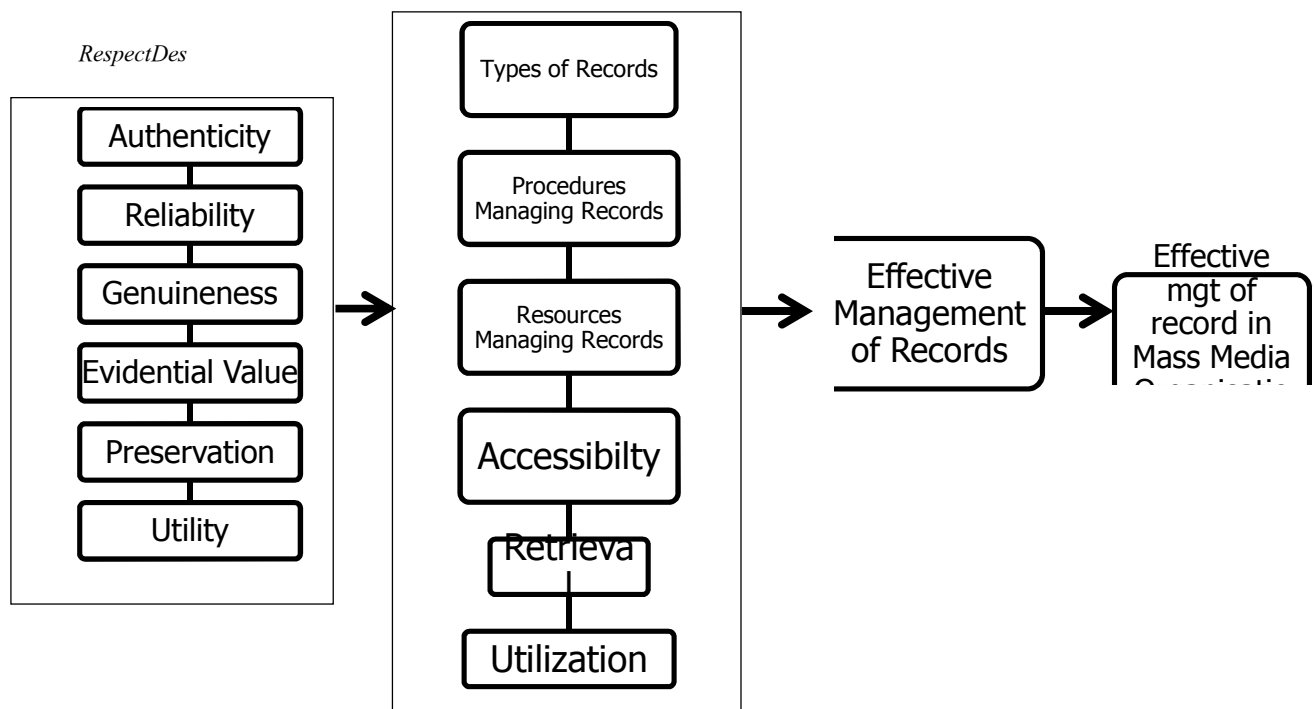 RespectDes
Authenticity
Reliability
Genuineness
Evidential Value
Preservation
Utility
Types of Records
Procedures
Managing Records
Resources
Managing Records
Accessibilty
Retrieva
l
Utilization
Effective
Management
of Records
Effective
mgt of
record in
Mass Media